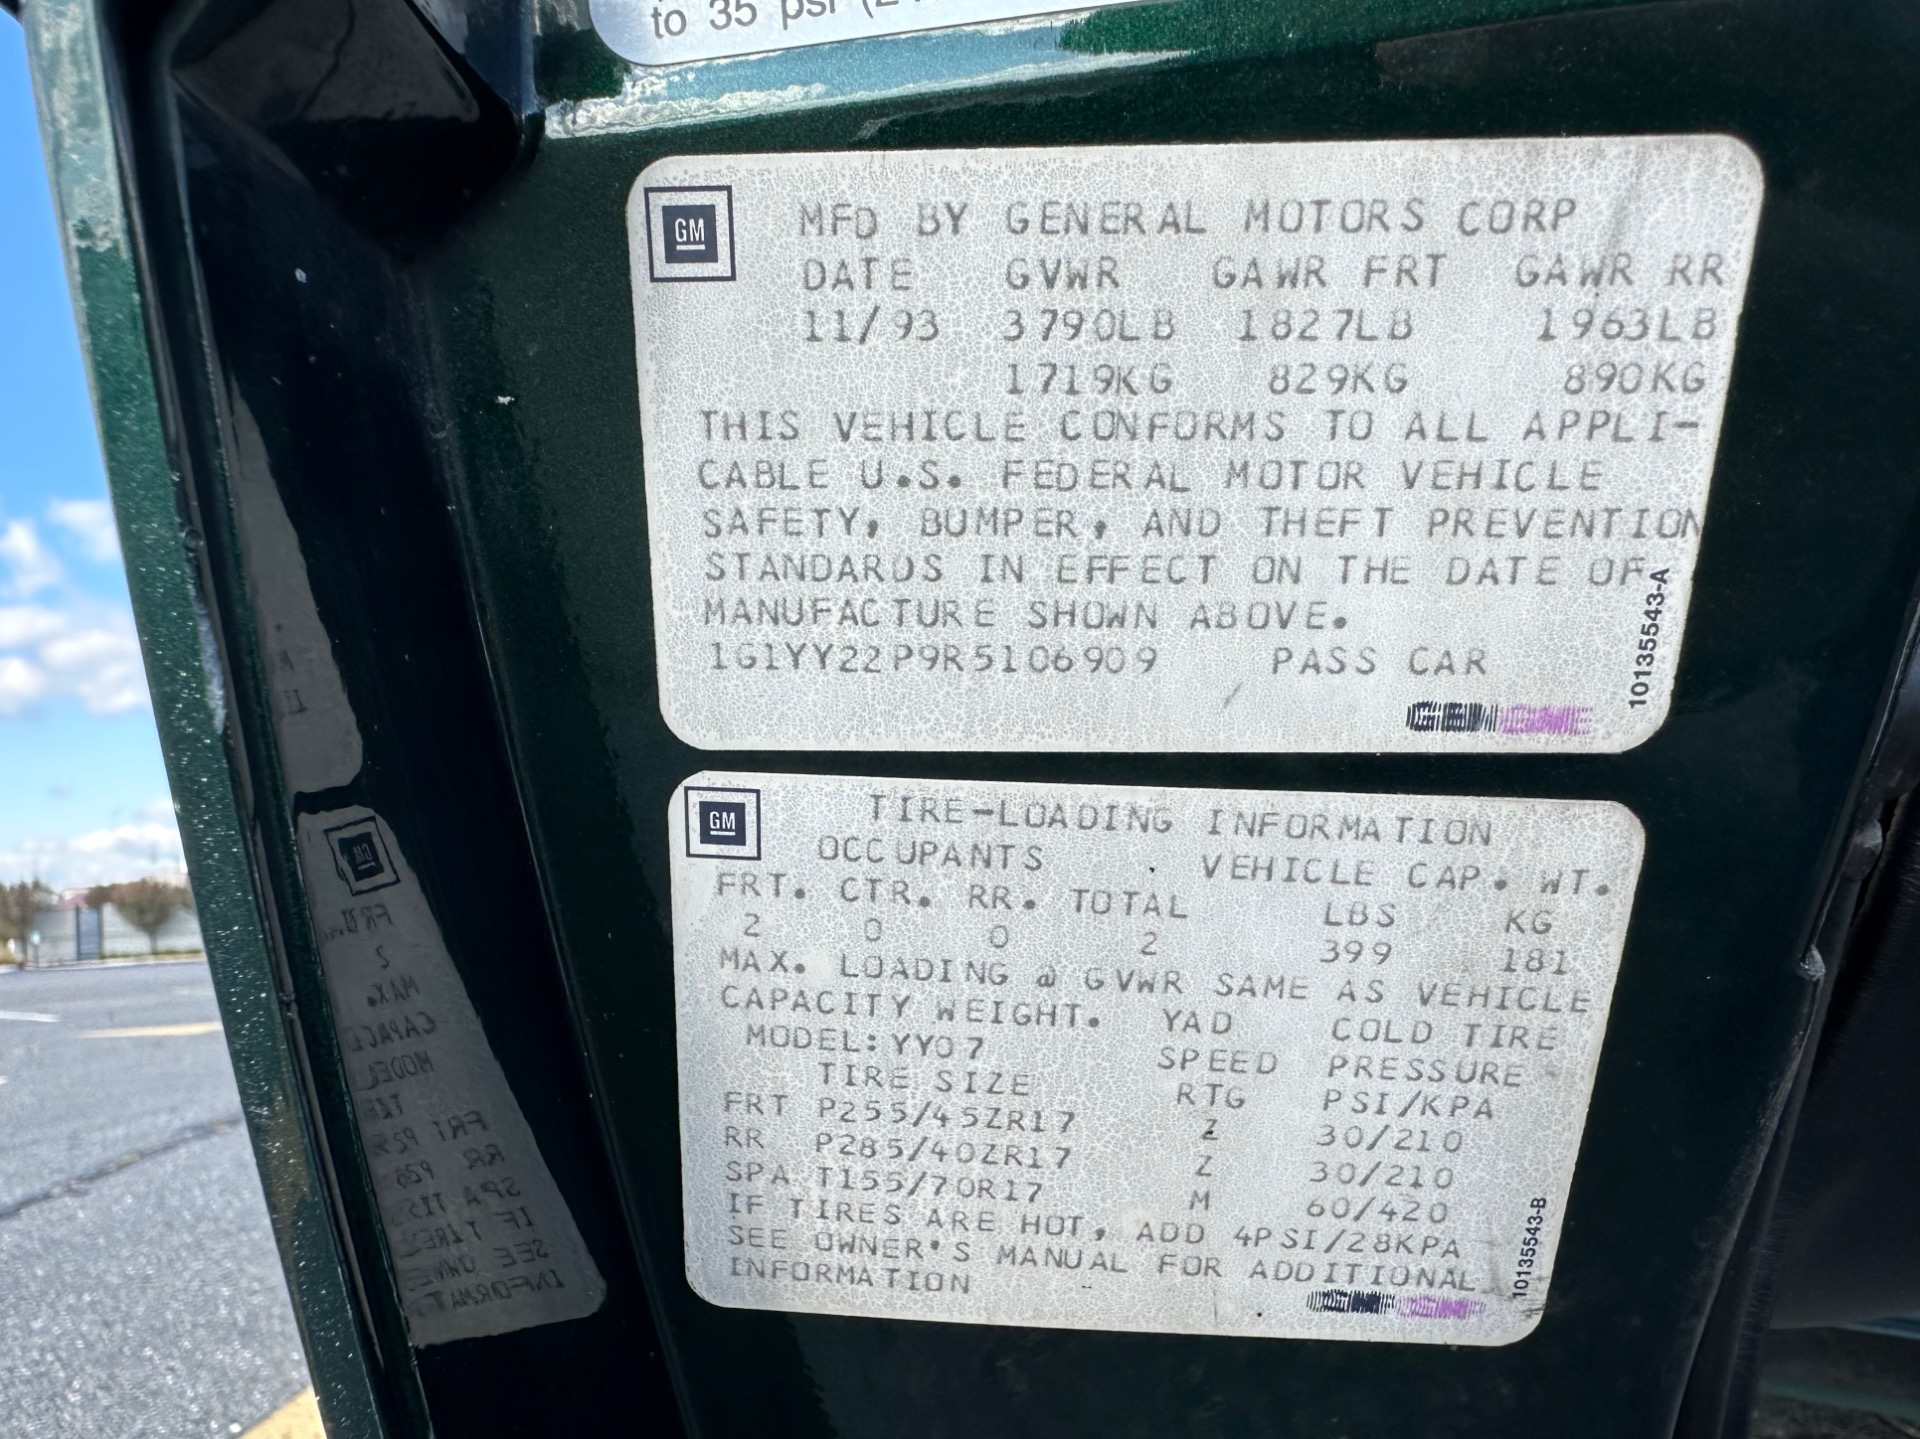 to 35 psi
GM
MFD BY GENERAL MOTORS CORP
DATE GVWR GAWR FRT GAWR RR
11/93 3790LB 1827LB 1963LB
1719KG 829KG 890KG
THIS VEHICLE CONFORMS TO ALL APPLI-
CABLE U.S. FEDERAL MOTOR VEHICLE
SAFETY, BUMPER, AND THEFT PREVENTION
STANDARDS IN EFFECT ON THE DATE OF
MANUFACTURE SHOWN ABOVE.
1G1YY22P9R5106909 PASS CAR
10135543-A
GM
TIRE-LOADING INFORMATION
OCCUPANTS VEHICLE CAP. WT.
FRT. CTR. RR. TOTAL LBS KG
2 0 0 2 399 181
MAX. LOADING @ GVWR SAME AS VEHICLE
CAPACITY WEIGHT. YAD COLD TIRE
MODEL: YY07 SPEED PRESSURE
TIRE SIZE RTG PSI/KPA
FRT P255/45ZR17 Z 30/210
RR P285/40ZR17 Z 30/210
SPA T155/70R17 M 60/420
IF TIRES ARE HOT, ADD 4PSI/28KPA
SEE OWNER'S MANUAL FOR ADDITIONAL
INFORMATION
10135543-B